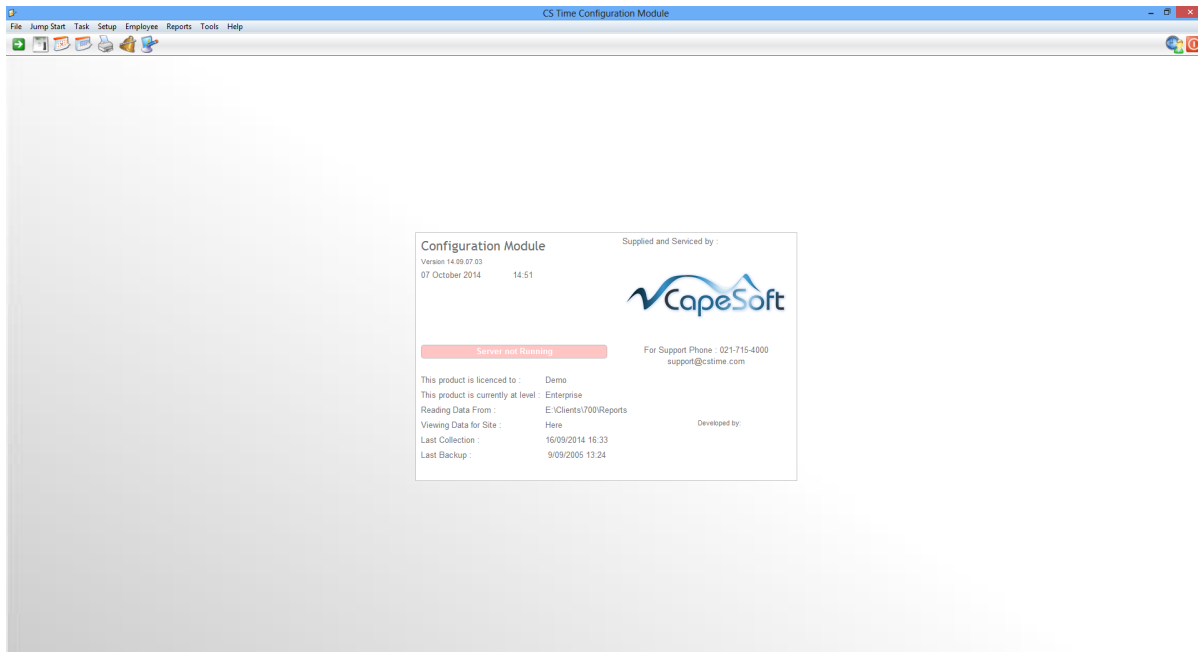 CS Time Configuration Module
File Jump Start Task Setup Employee Reports Tools Help
Configuration Module
Supplied and Serviced by :
Version 14.09.07.03
07 October 2014 14:51
CapeSoft
Server not Running
For Support Phone : 021-715-4000
support@cstime.com
This product is licenced to : Demo
This product is currently at level : Enterprise
Reading Data From : E:\Clients\700\Reports
Viewing Data for Site : Here
Developed by:
Last Collection : 16/09/2014 16:33
Last Backup : 9/09/2005 13:24